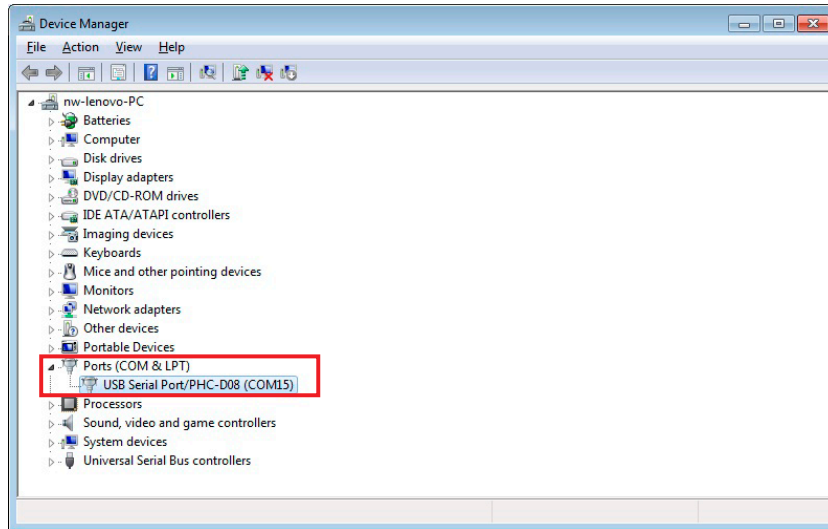 Device Manager
File Action View Help
nw-lenovo-PC
Batteries
Computer
Disk drives
Display adapters
DVD/CD-ROM drives
IDE ATA/ATAPI controllers
Imaging devices
Keyboards
Mice and other pointing devices
Monitors
Network adapters
Other devices
Portable Devices
Ports (COM & LPT)
USB Serial Port/PHC-D08 (COM15)
Processors
Sound, video and game controllers
System devices
Universal Serial Bus controllers